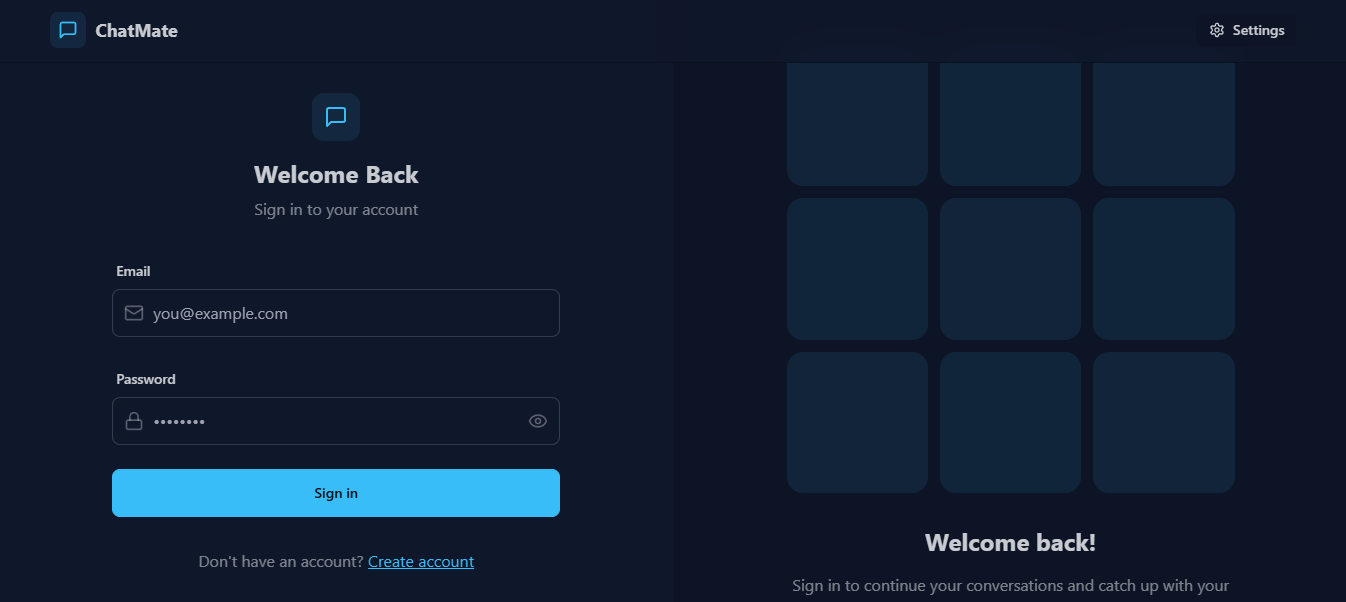 ChatMate
Settings
Welcome Back
Sign in to your account
Email
you@example.com
Password
••••••••
Sign in
Don't have an account? Create account
Welcome back!
Sign in to continue your conversations and catch up with your